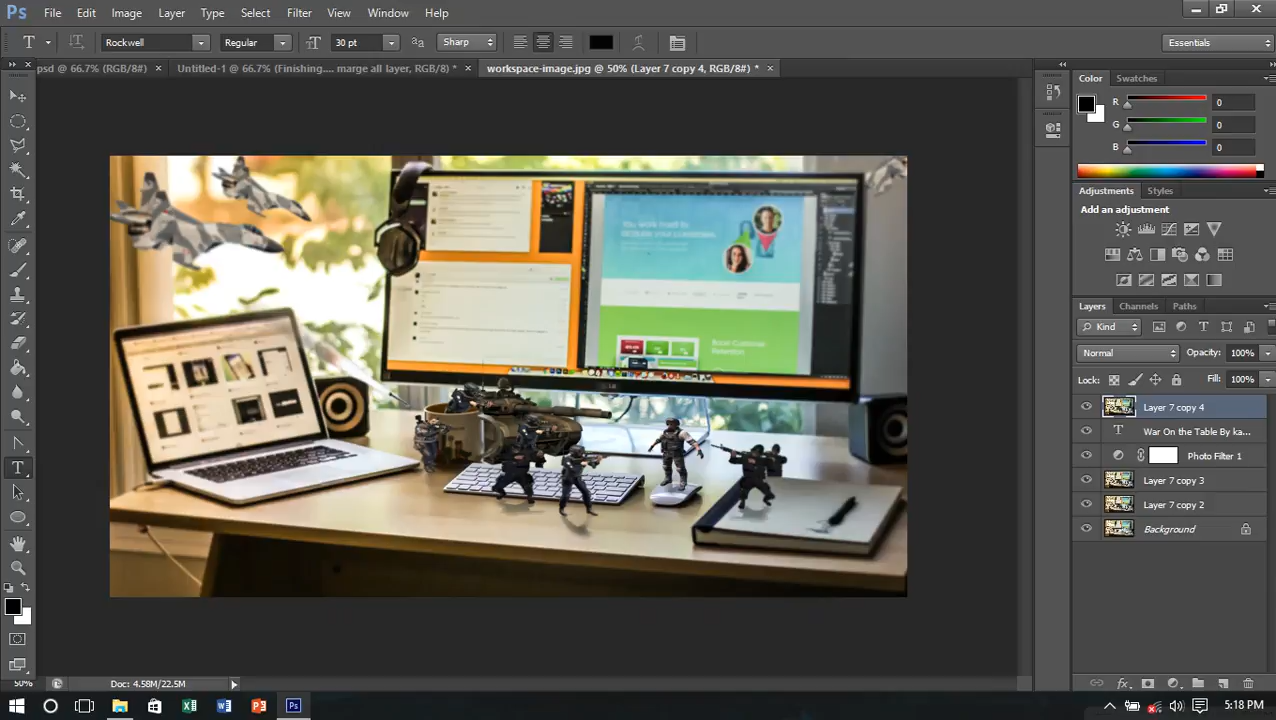 Ps File Edit Image Layer Type Select Filter View Window Help
Rockwell Regular 30 pt Sharp Essentials
psd @ 66.7% (RGB/8#) × Untitled-1 @ 66.7% (Finishing.... marge all layer, RGB/8) * × workspace-image.jpg @ 50% (Layer 7 copy 4, RGB/8#) * ×
Color Swatches
R 0
G 0
B 0
Adjustments Styles
Add an adjustment
Layers Channels Paths
Kind
Normal Opacity: 100%
Lock: Fill: 100%
Layer 7 copy 4
War On the Table By ka...
Photo Filter 1
Layer 7 copy 3
Layer 7 copy 2
Background
Boost Customer
Retention
LG
50% Doc: 4.58M/22.5M
5:18 PM